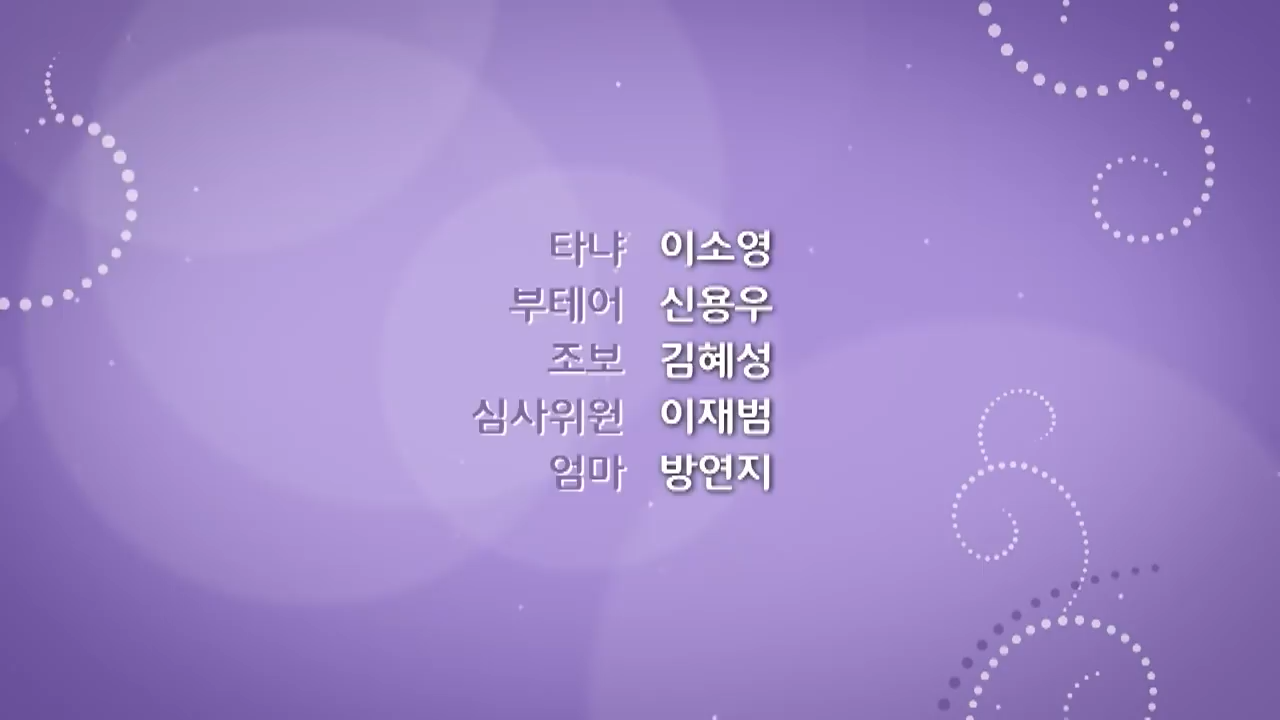 타냐 이소영
부테어 신용우
조보 김혜성
심사위원 이재범
엄마 방연지